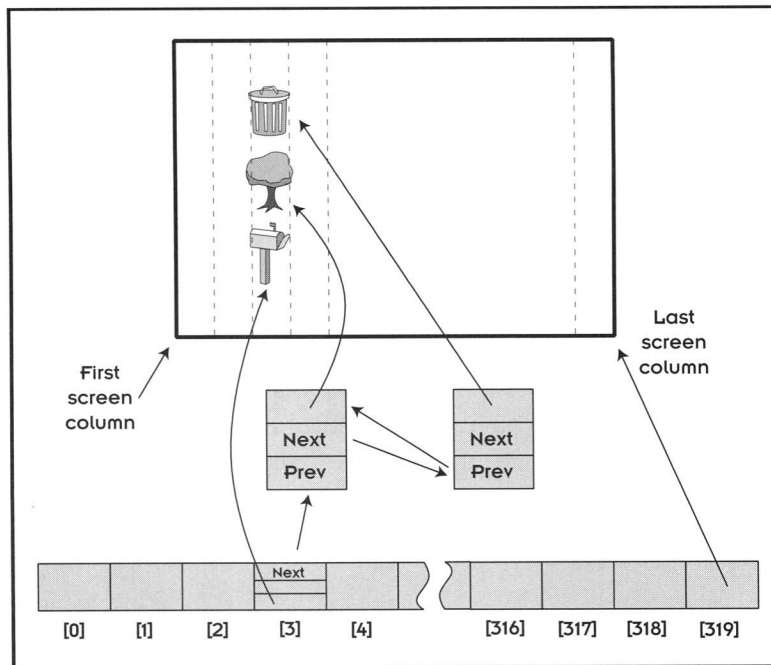 First
screen
column
Last
screen
column
Next
Prev
Next
Prev
Next
[0] [1] [2] [3] [4] [316] [317] [318] [319]